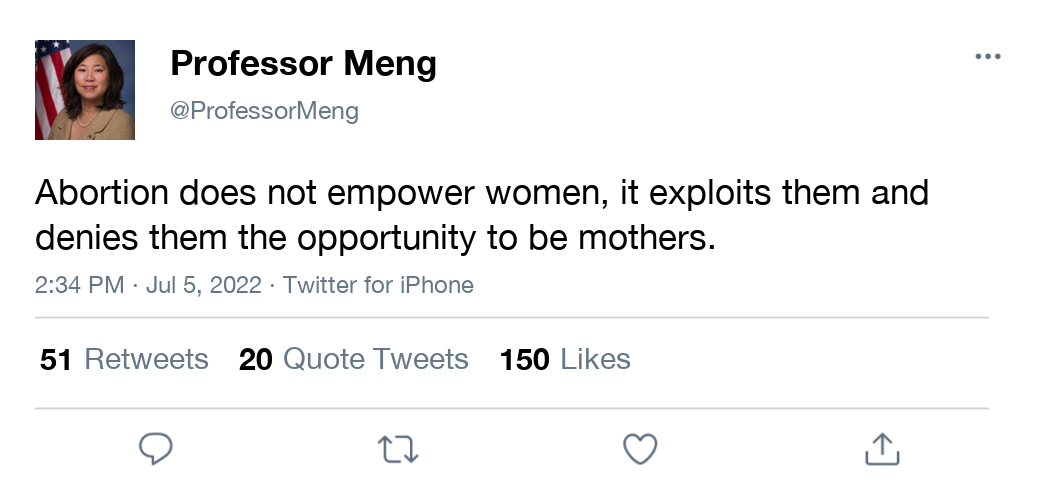 Professor Meng
@ProfessorMeng
Abortion does not empower women, it exploits them and
denies them the opportunity to be mothers.
2:34 PM · Jul 5, 2022 · Twitter for iPhone
51 Retweets 20 Quote Tweets 150 Likes